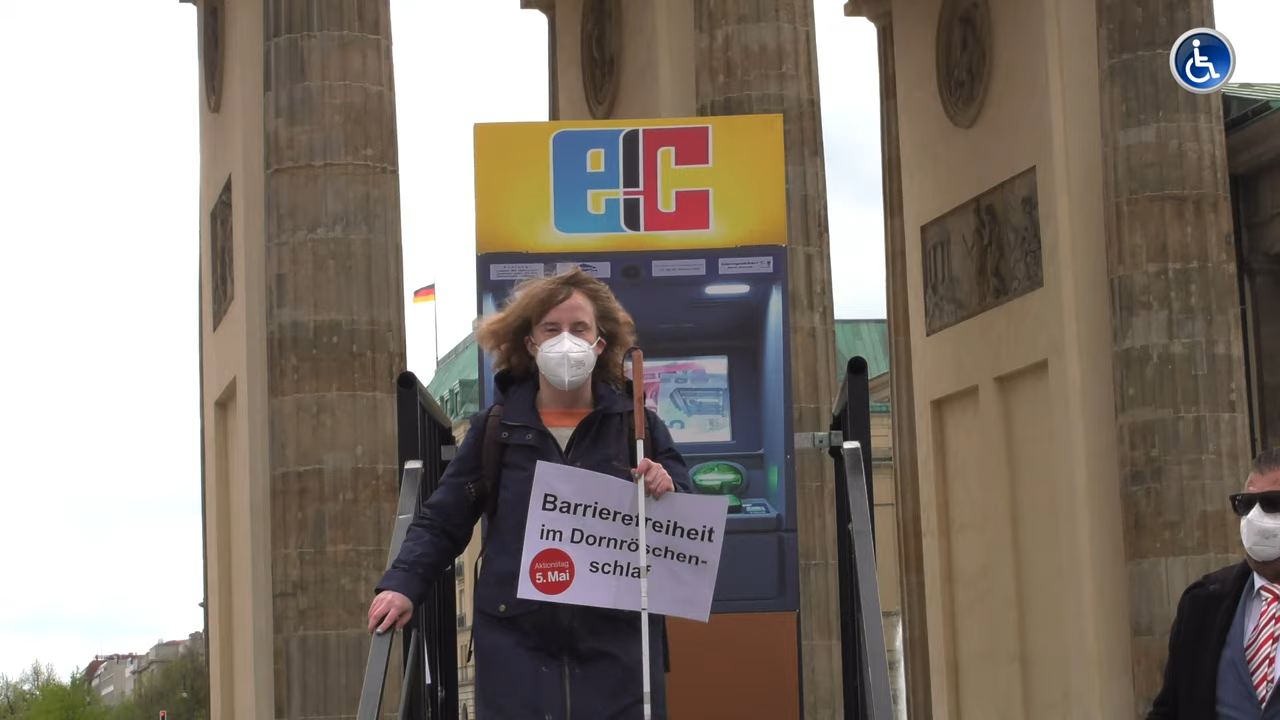 eC
Barrierefreiheit
im Dornröschen-
schlaf
Aktionstag
5. Mai